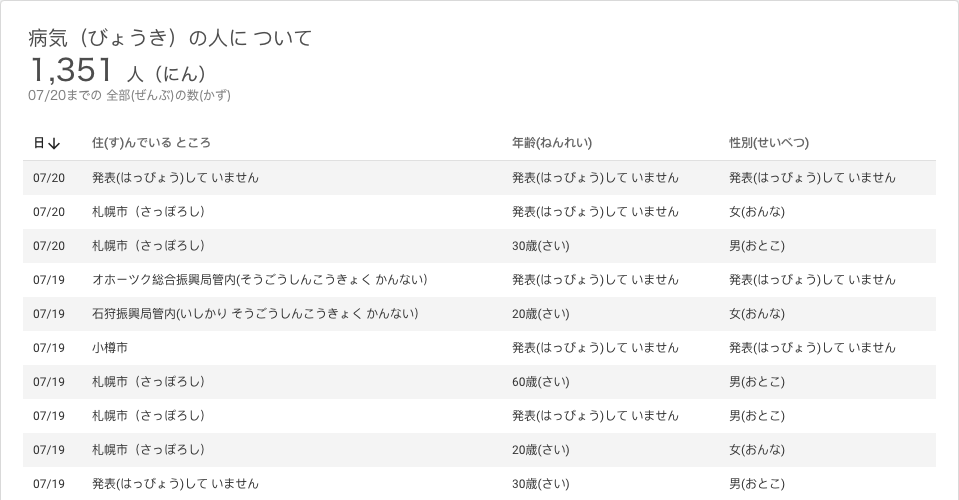 病気（びょうき）の人に ついて
1,351 人（にん）
07/20までの 全部(ぜんぶ)の数(かず)
日↓ 住(す)んでいる ところ 年齢(ねんれい) 性別(せいべつ)
07/20 発表(はっぴょう)して いません 発表(はっぴょう)して いません 発表(はっぴょう)して いません
07/20 札幌市（さっぽろし） 発表(はっぴょう)して いません 女(おんな)
07/20 札幌市（さっぽろし） 30歳(さい) 男(おとこ)
07/19 オホーツク総合振興局管内(そうごうしんこうきょく かんない） 発表(はっぴょう)して いません 発表(はっぴょう)して いません
07/19 石狩振興局管内(いしかり そうごうしんこうきょく かんない） 20歳(さい) 女(おんな)
07/19 小樽市 発表(はっぴょう)して いません 発表(はっぴょう)して いません
07/19 札幌市（さっぽろし） 60歳(さい) 男(おとこ)
07/19 札幌市（さっぽろし） 発表(はっぴょう)して いません 男(おとこ)
07/19 札幌市（さっぽろし） 20歳(さい) 女(おんな)
07/19 発表(はっぴょう)して いません 30歳(さい) 男(おとこ)